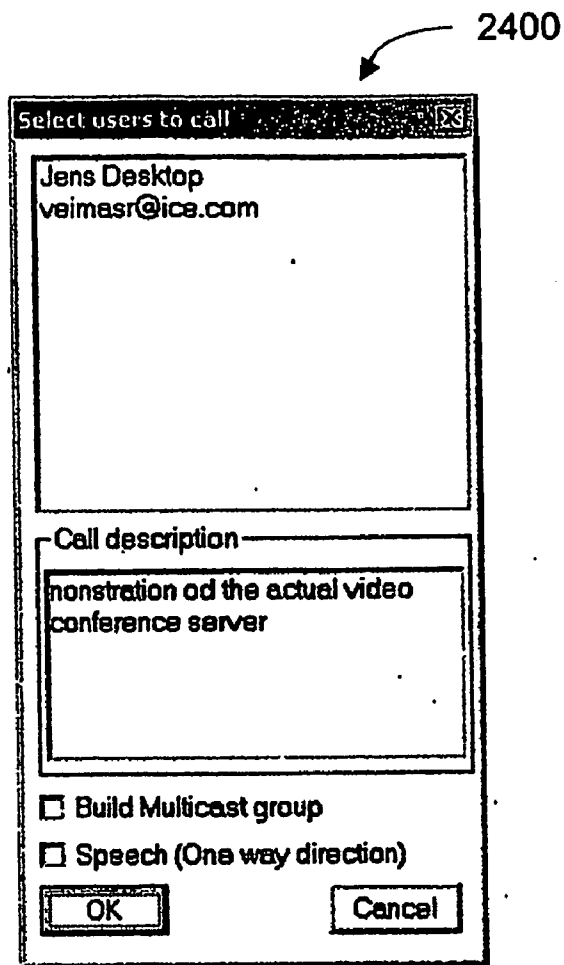 2400
Select users to call
Jens Desktop
veimasr@ice.com
Call description
nonstration od the actual video
conference server
Build Multicast group
Speech (One way direction)
OK
Cancel